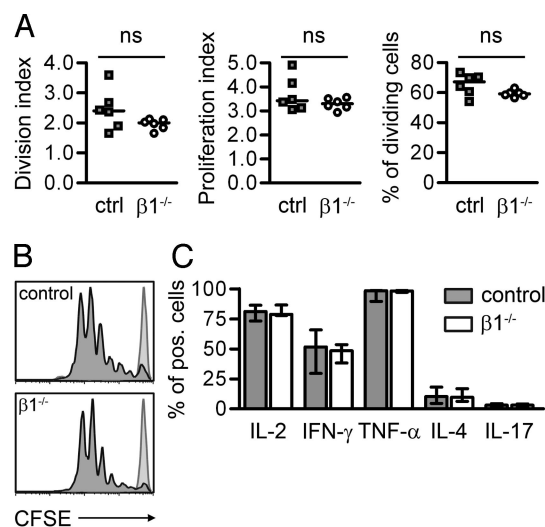 A
ns
Division index
4.0
3.0
2.0
1.0
0.0
ctrl β1⁻/⁻
ns
Proliferation index
5.0
4.0
3.0
2.0
1.0
0.0
ctrl β1⁻/⁻
ns
% of dividing cells
80
60
40
20
0
ctrl β1⁻/⁻
B
control
β1⁻/⁻
CFSE
C
% of pos. cells
100
75
50
25
0
control
β1⁻/⁻
IL-2 IFN-γ TNF-α IL-4 IL-17